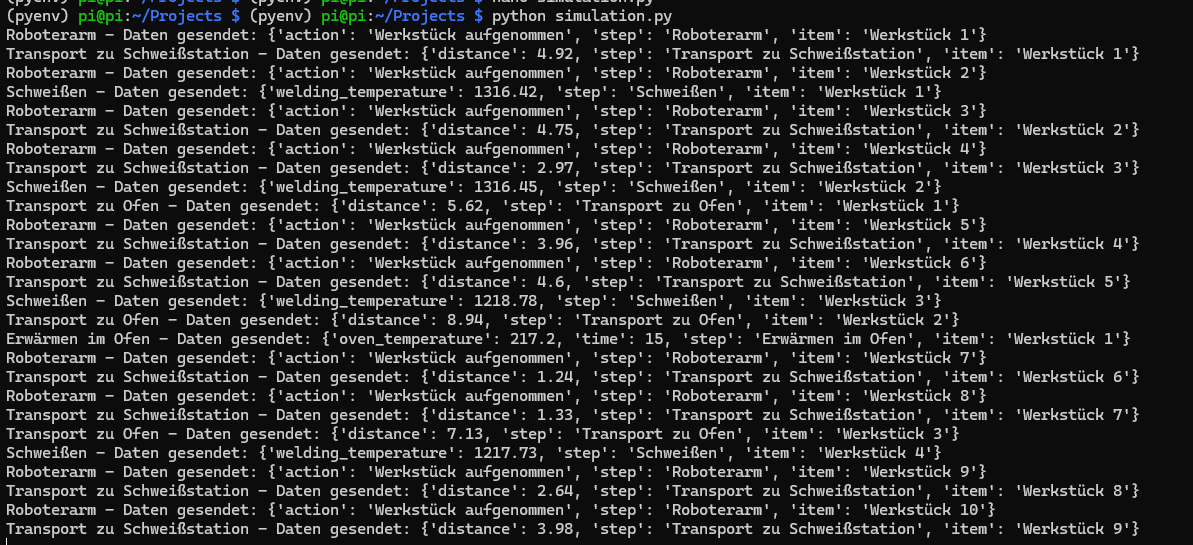 (pyenv) pi@pi:~/Projects $ (pyenv) pi@pi:~/Projects $ nano simulation.py
(pyenv) pi@pi:~/Projects $ (pyenv) pi@pi:~/Projects $ python simulation.py
Roboterarm – Daten gesendet: {'action': 'Werkstück aufgenommen', 'step': 'Roboterarm', 'item': 'Werkstück 1'}
Transport zu Schweißstation – Daten gesendet: {'distance': 4.92, 'step': 'Transport zu Schweißstation', 'item': 'Werkstück 1'}
Roboterarm – Daten gesendet: {'action': 'Werkstück aufgenommen', 'step': 'Roboterarm', 'item': 'Werkstück 2'}
Schweißen – Daten gesendet: {'welding_temperature': 1316.42, 'step': 'Schweißen', 'item': 'Werkstück 1'}
Roboterarm – Daten gesendet: {'action': 'Werkstück aufgenommen', 'step': 'Roboterarm', 'item': 'Werkstück 3'}
Transport zu Schweißstation – Daten gesendet: {'distance': 4.75, 'step': 'Transport zu Schweißstation', 'item': 'Werkstück 2'}
Roboterarm – Daten gesendet: {'action': 'Werkstück aufgenommen', 'step': 'Roboterarm', 'item': 'Werkstück 4'}
Transport zu Schweißstation – Daten gesendet: {'distance': 2.97, 'step': 'Transport zu Schweißstation', 'item': 'Werkstück 3'}
Schweißen – Daten gesendet: {'welding_temperature': 1316.45, 'step': 'Schweißen', 'item': 'Werkstück 2'}
Transport zu Ofen – Daten gesendet: {'distance': 5.62, 'step': 'Transport zu Ofen', 'item': 'Werkstück 1'}
Roboterarm – Daten gesendet: {'action': 'Werkstück aufgenommen', 'step': 'Roboterarm', 'item': 'Werkstück 5'}
Transport zu Schweißstation – Daten gesendet: {'distance': 3.96, 'step': 'Transport zu Schweißstation', 'item': 'Werkstück 4'}
Roboterarm – Daten gesendet: {'action': 'Werkstück aufgenommen', 'step': 'Roboterarm', 'item': 'Werkstück 6'}
Transport zu Schweißstation – Daten gesendet: {'distance': 4.6, 'step': 'Transport zu Schweißstation', 'item': 'Werkstück 5'}
Schweißen – Daten gesendet: {'welding_temperature': 1218.78, 'step': 'Schweißen', 'item': 'Werkstück 3'}
Transport zu Ofen – Daten gesendet: {'distance': 8.94, 'step': 'Transport zu Ofen', 'item': 'Werkstück 2'}
Erwärmen im Ofen – Daten gesendet: {'oven_temperature': 217.2, 'time': 15, 'step': 'Erwärmen im Ofen', 'item': 'Werkstück 1'}
Roboterarm – Daten gesendet: {'action': 'Werkstück aufgenommen', 'step': 'Roboterarm', 'item': 'Werkstück 7'}
Transport zu Schweißstation – Daten gesendet: {'distance': 1.24, 'step': 'Transport zu Schweißstation', 'item': 'Werkstück 6'}
Roboterarm – Daten gesendet: {'action': 'Werkstück aufgenommen', 'step': 'Roboterarm', 'item': 'Werkstück 8'}
Transport zu Schweißstation – Daten gesendet: {'distance': 1.33, 'step': 'Transport zu Schweißstation', 'item': 'Werkstück 7'}
Transport zu Ofen – Daten gesendet: {'distance': 7.13, 'step': 'Transport zu Ofen', 'item': 'Werkstück 3'}
Schweißen – Daten gesendet: {'welding_temperature': 1217.73, 'step': 'Schweißen', 'item': 'Werkstück 4'}
Roboterarm – Daten gesendet: {'action': 'Werkstück aufgenommen', 'step': 'Roboterarm', 'item': 'Werkstück 9'}
Transport zu Schweißstation – Daten gesendet: {'distance': 2.64, 'step': 'Transport zu Schweißstation', 'item': 'Werkstück 8'}
Roboterarm – Daten gesendet: {'action': 'Werkstück aufgenommen', 'step': 'Roboterarm', 'item': 'Werkstück 10'}
Transport zu Schweißstation – Daten gesendet: {'distance': 3.98, 'step': 'Transport zu Schweißstation', 'item': 'Werkstück 9'}